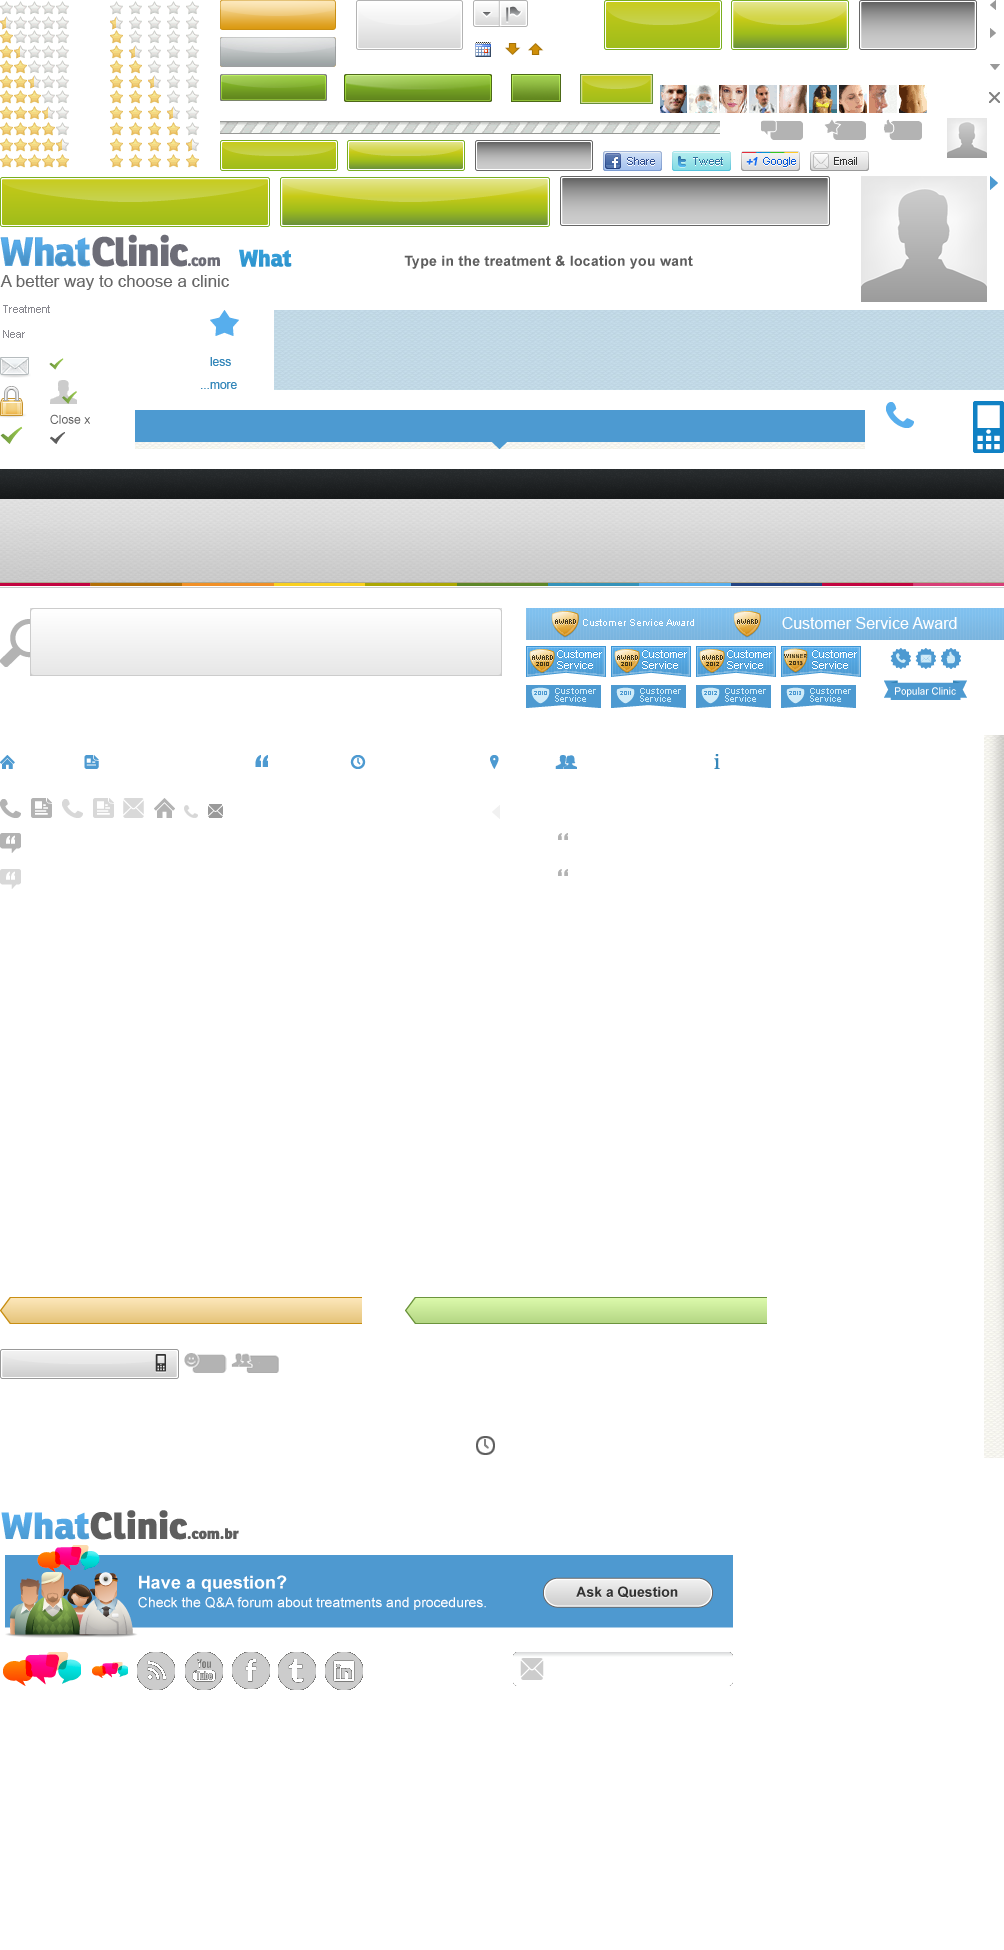 Share
Tweet
+1 Google
Email
WhatClinic.com
What
Type in the treatment & location you want
A better way to choose a clinic
Treatment
Near
less
...more
Close x
AWARD
Customer Service Award
AWARD
Customer Service Award
AWARD 2010
Customer Service
AWARD 2011
Customer Service
AWARD 2012
Customer Service
WINNER 2013
Customer Service
2010
Customer Service
2011
Customer Service
2012
Customer Service
2013
Customer Service
Popular Clinic
WhatClinic.com.br
Have a question?
Check the Q&A forum about treatments and procedures.
Ask a Question
You Tube